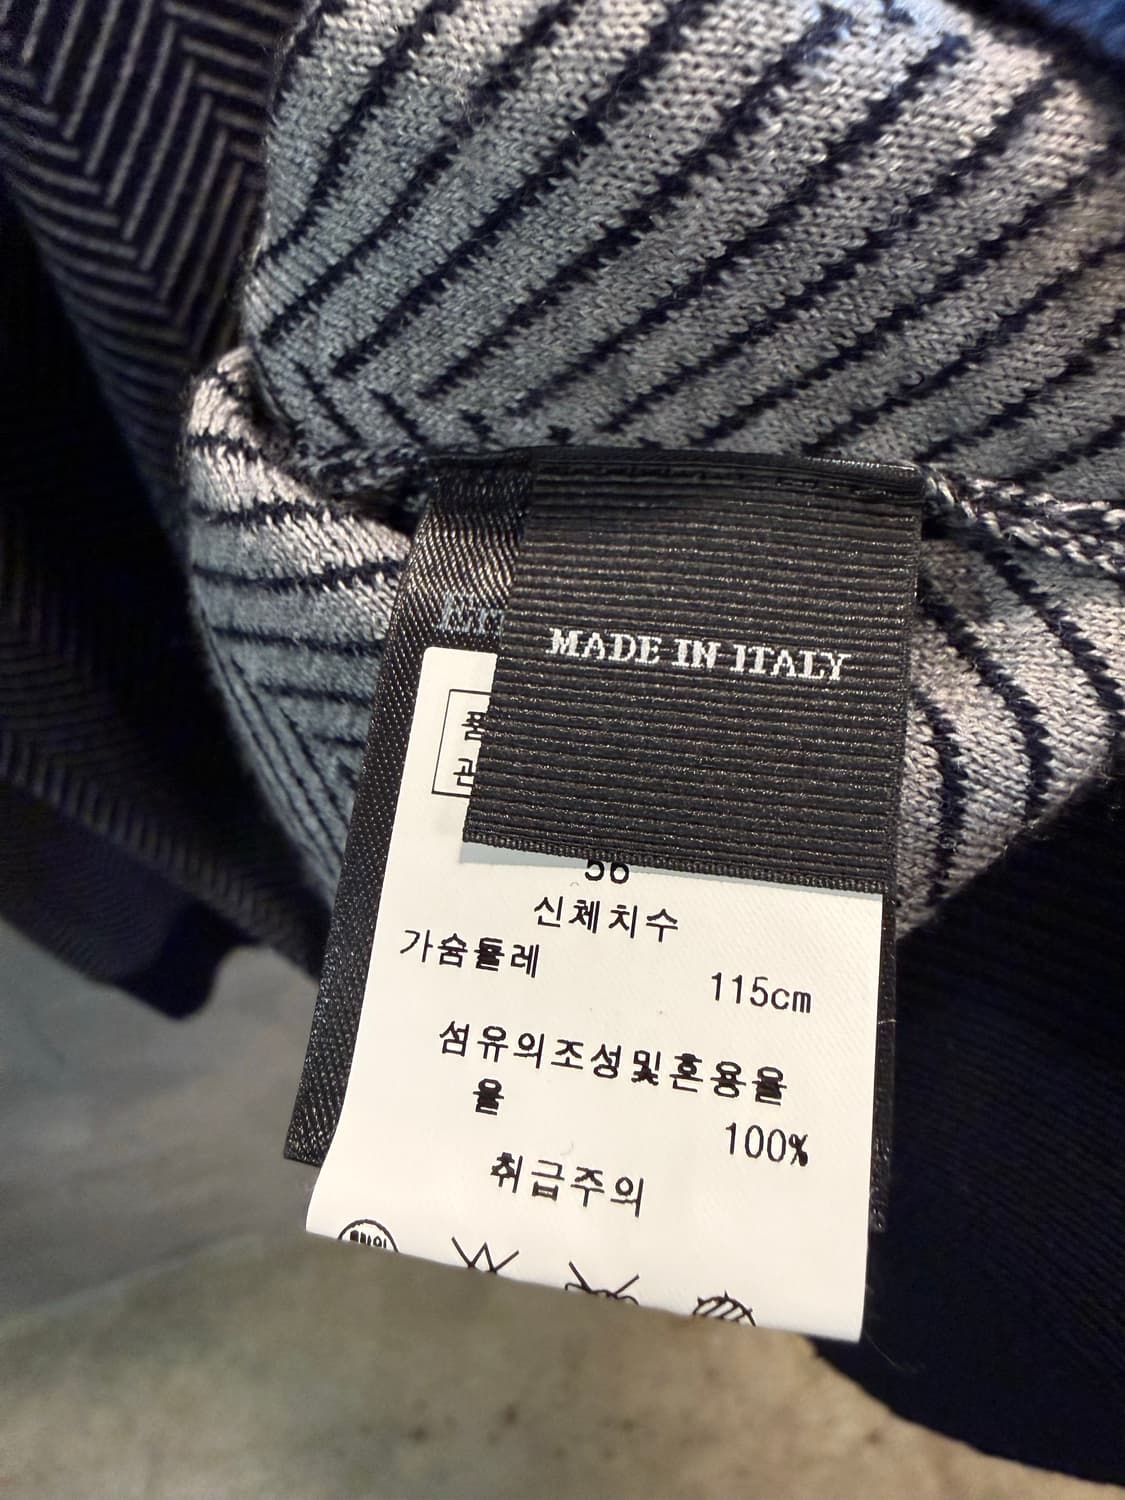 MADE IN ITALY
56
신체치수
가슴둘레
115cm
섬유의조성및혼용율
울
100%
취급주의